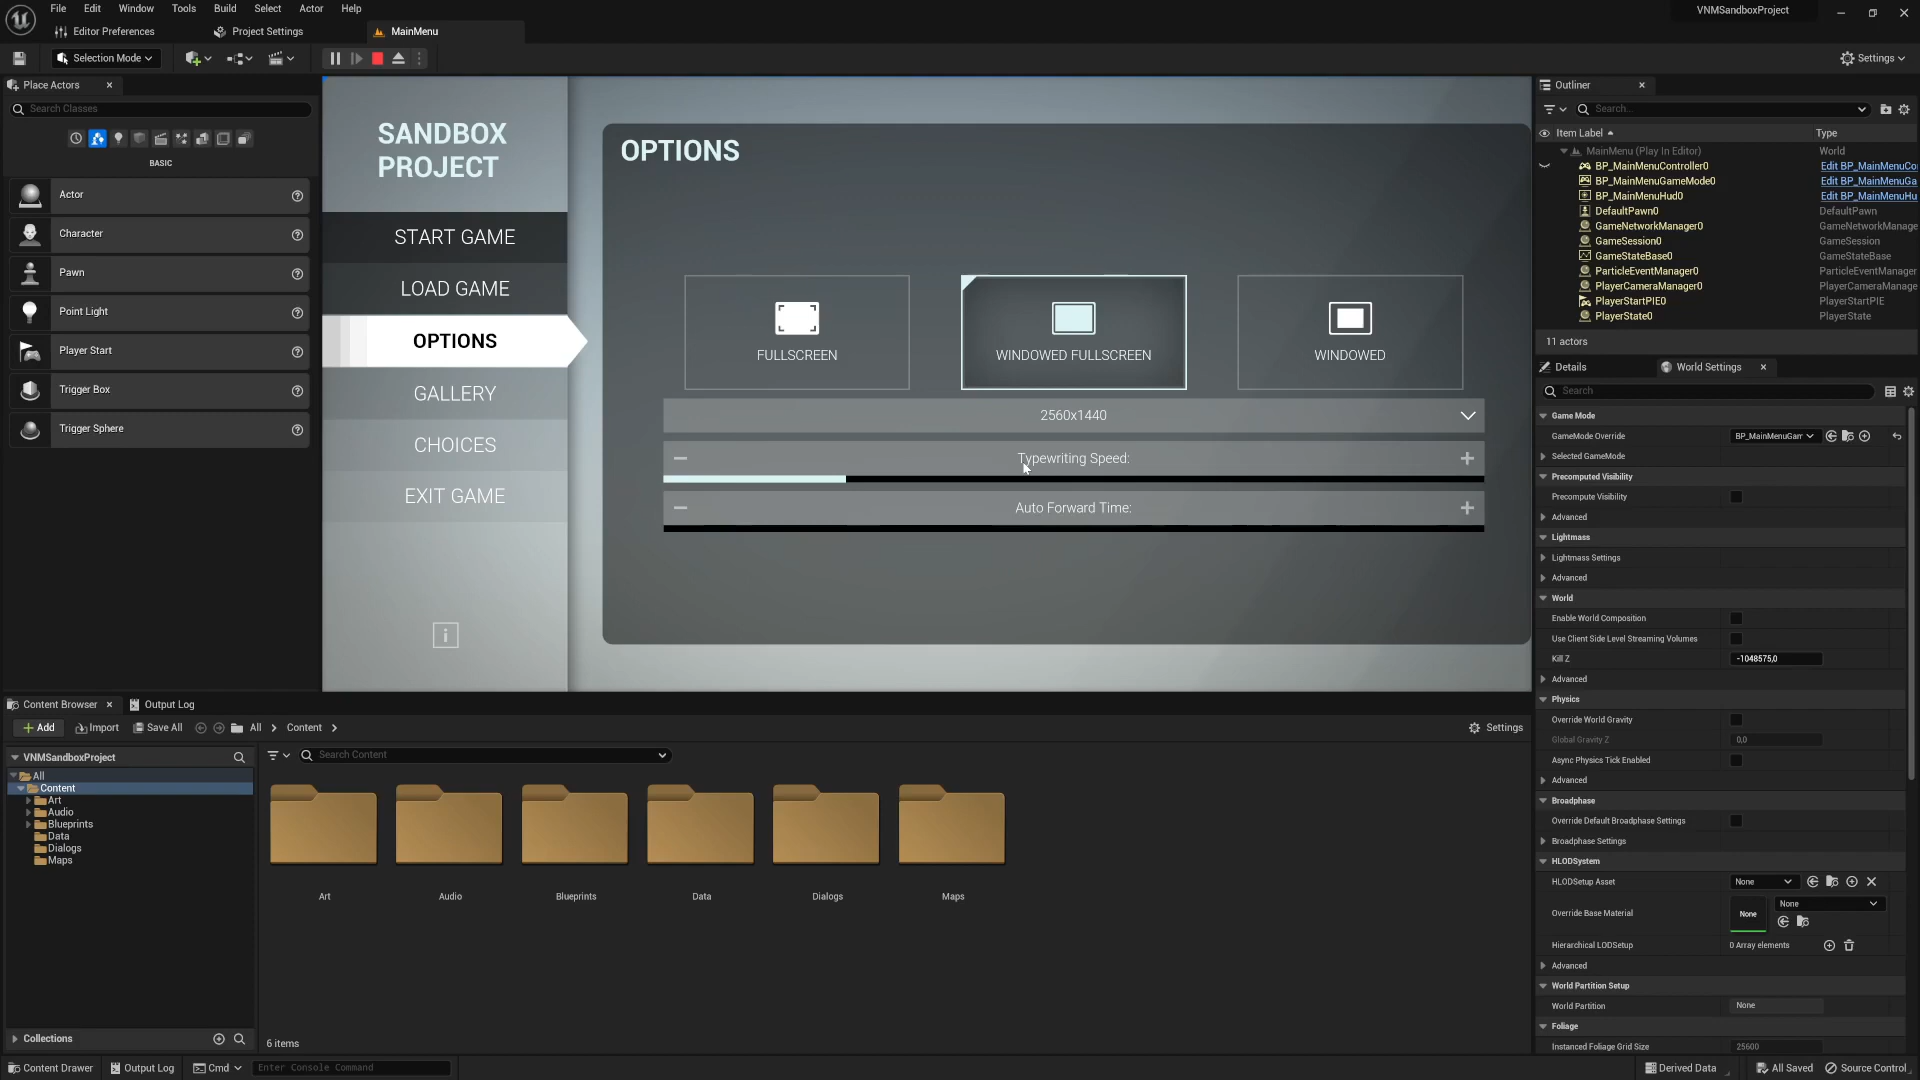 File Edit Window Tools Build Select Actor Help
VNMSandboxProject
Editor Preferences
Project Settings
MainMenu
Selection Mode
Settings
Place Actors
Search Classes
BASIC
Actor
Character
Pawn
Point Light
Player Start
Trigger Box
Trigger Sphere
SANDBOX
PROJECT
START GAME
LOAD GAME
OPTIONS
GALLERY
CHOICES
EXIT GAME
i
OPTIONS
FULLSCREEN
WINDOWED FULLSCREEN
WINDOWED
2560x1440
Typewriting Speed:
Auto Forward Time:
Outliner
Search...
Item Label Type
MainMenu (Play In Editor) World
BP_MainMenuController0 Edit BP_MainMenuCo
BP_MainMenuGameMode0 Edit BP_MainMenuGa
BP_MainMenuHud0 Edit BP_MainMenuHu
DefaultPawn0 DefaultPawn
GameNetworkManager0 GameNetworkManage
GameSession0 GameSession
GameStateBase0 GameStateBase
ParticleEventManager0 ParticleEventManager
PlayerCameraManager0 PlayerCameraManage
PlayerStartPIE0 PlayerStartPIE
PlayerState0 PlayerState
11 actors
Details
World Settings
Search
Game Mode
GameMode Override BP_MainMenuGam
Selected GameMode
Precomputed Visibility
Precompute Visibility
Advanced
Lightmass
Lightmass Settings
Advanced
World
Enable World Composition
Use Client Side Level Streaming Volumes
Kill Z -1048575,0
Advanced
Physics
Override World Gravity
Global Gravity Z 0,0
Async Physics Tick Enabled
Advanced
Broadphase
Override Default Broadphase Settings
Broadphase Settings
HLODSystem
HLODSetup Asset None
Override Base Material None None
Hierarchical LODSetup 0 Array elements
Advanced
World Partition Setup
World Partition None
Foliage
Instanced Foliage Grid Size 25600
Content Browser
Output Log
Add Import Save All All Content
Settings
VNMSandboxProject
Search Content
All
Content
Art
Audio
Blueprints
Data
Dialogs
Maps
Art Audio Blueprints Data Dialogs Maps
Collections
6 items
Content Drawer Output Log Cmd Enter Console Command
Derived Data All Saved Source Control